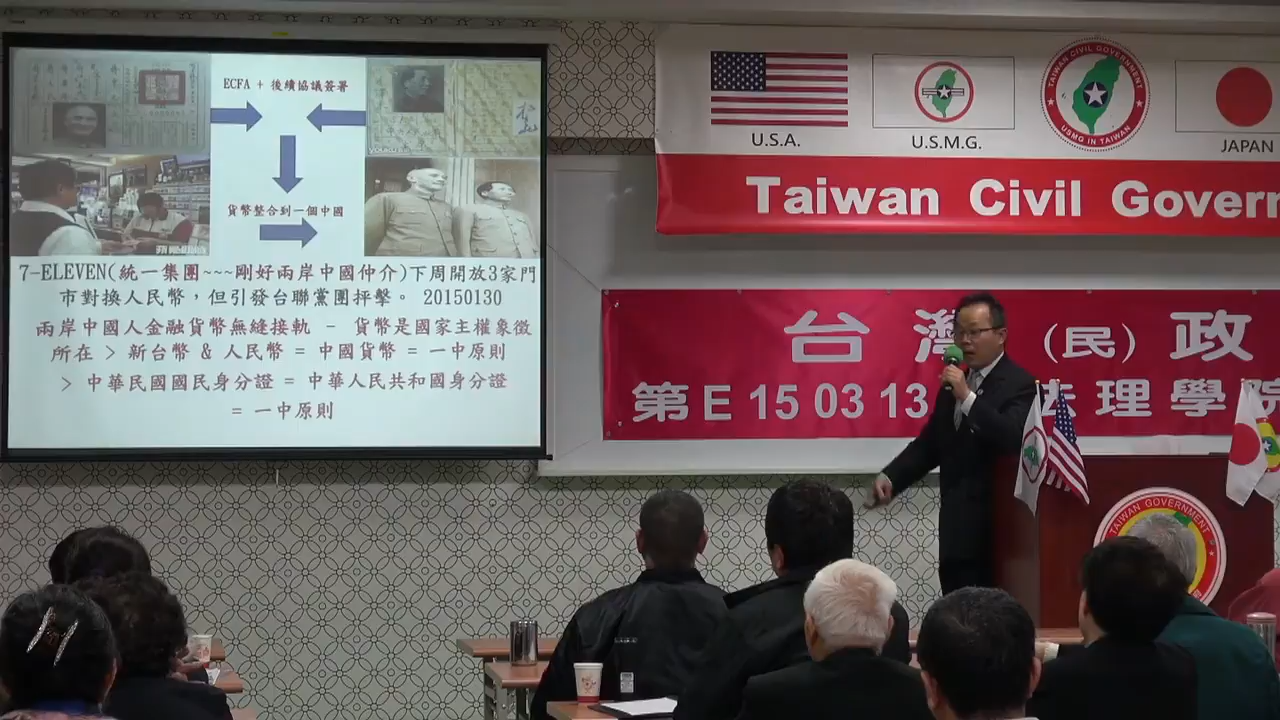 ECFA + 後續協議簽署
貨幣整合到一個中國
7-ELEVEN(統一集團~~~剛好兩岸中國仲介)下周開放3家門
市對換人民幣，但引發台聯黨團抨擊。 20150130
兩岸中國人金融貨幣無縫接軌 - 貨幣是國家主權象徵
所在 > 新台幣 & 人民幣 = 中國貨幣 = 一中原則
> 中華民國國民身分證 = 中華人民共和國身分證
= 一中原則
U.S.A.
U.S.M.G.
TAIWAN CIVIL GOVERNMENT
USMG IN TAIWAN
JAPAN
Taiwan Civil Govern
台灣(民)政
第E 15 03 13 法理學院
TAIWAN GOVERNMENT